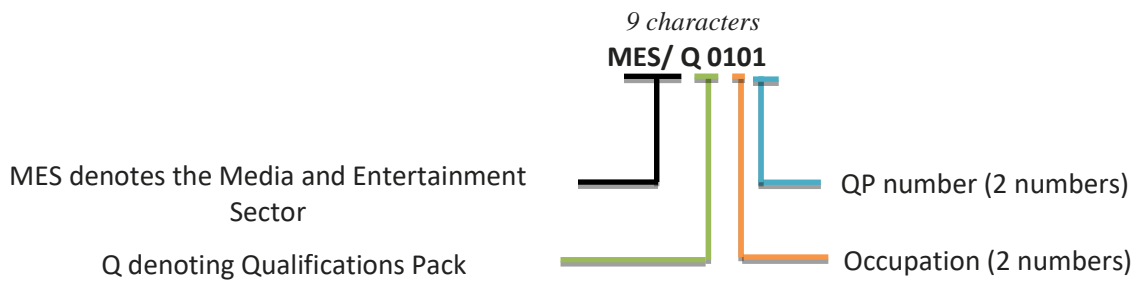 9 characters
MES/ Q 0101
MES denotes the Media and Entertainment
Sector
QP number (2 numbers)
Q denoting Qualifications Pack
Occupation (2 numbers)